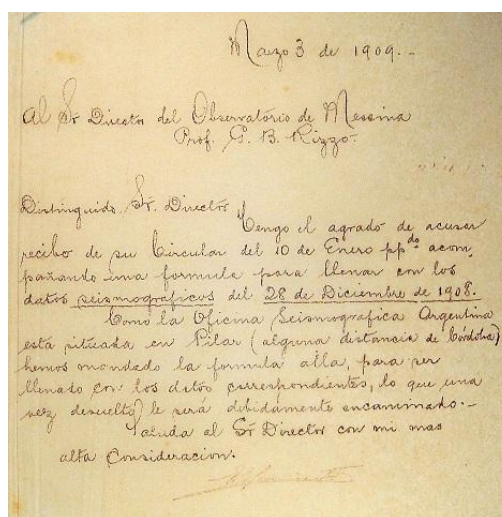 Marzo 3 de 1909.-
Al Sr Director del Observatório de Messina
Prof. G. B. Rizzo.
Distinguido Sr. Director
Tengo el agrado de acusar
recibo de su Circular del 10 de Enero ppdo acom-
pañando una formula para llenar con los
datos seismograficos del 28 de Diciembre de 1908.
Como la Oficina Seismografica Argentina
está situada en Pilar (alguna distancia de Córdoba)
hemos mandado la formula alla, para ser
llenado con los datos correspondientes, lo que una
vez devuelto, le será debidamente encaminado.-
saluda al Sr Director con mi mas
alta Consideracion.